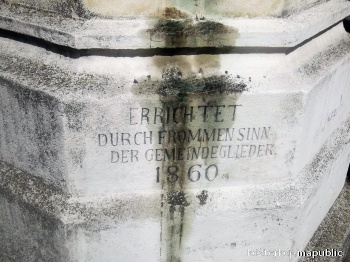 ERRICHTET
DURCH FROMMEN SINN
DER GEMEINDEGLIEDER
1860